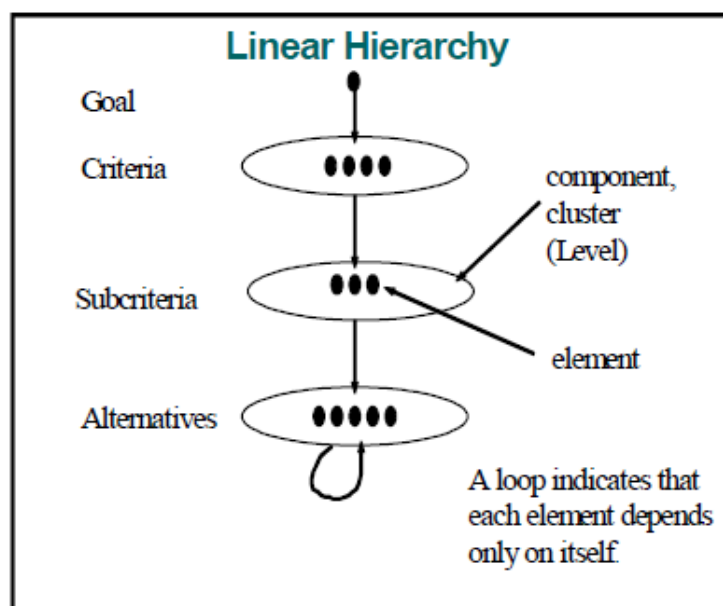 Linear Hierarchy
Goal
Criteria
component,
cluster
(Level)
Subcriteria
element
Alternatives
A loop indicates that
each element depends
only on itself.